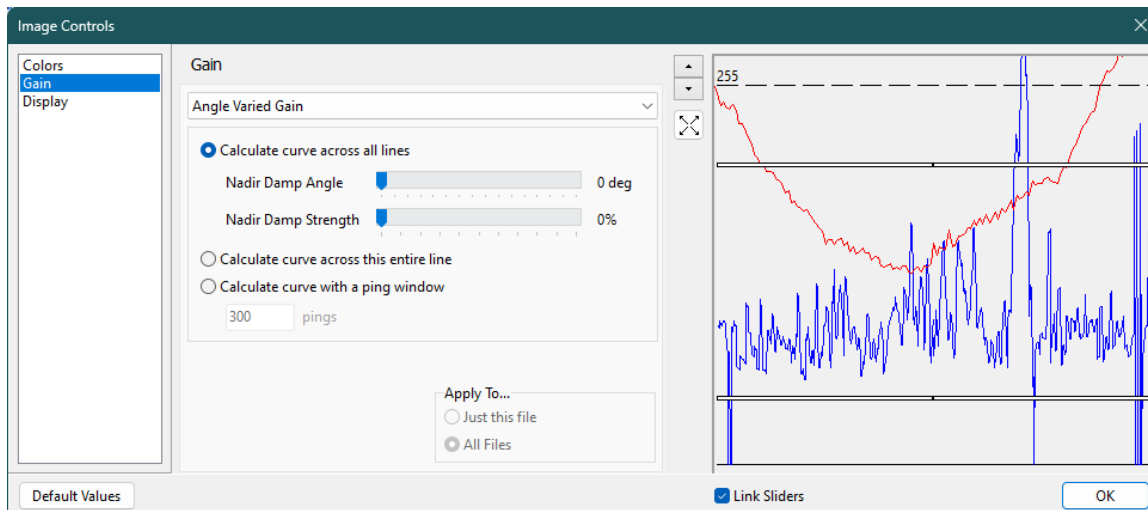 Image Controls
Colors
Gain
Display
Gain
Angle Varied Gain
Calculate curve across all lines
Nadir Damp Angle
0 deg
Nadir Damp Strength
0%
Calculate curve across this entire line
Calculate curve with a ping window
300 pings
Apply To...
Just this file
All Files
255
Default Values
Link Sliders
OK